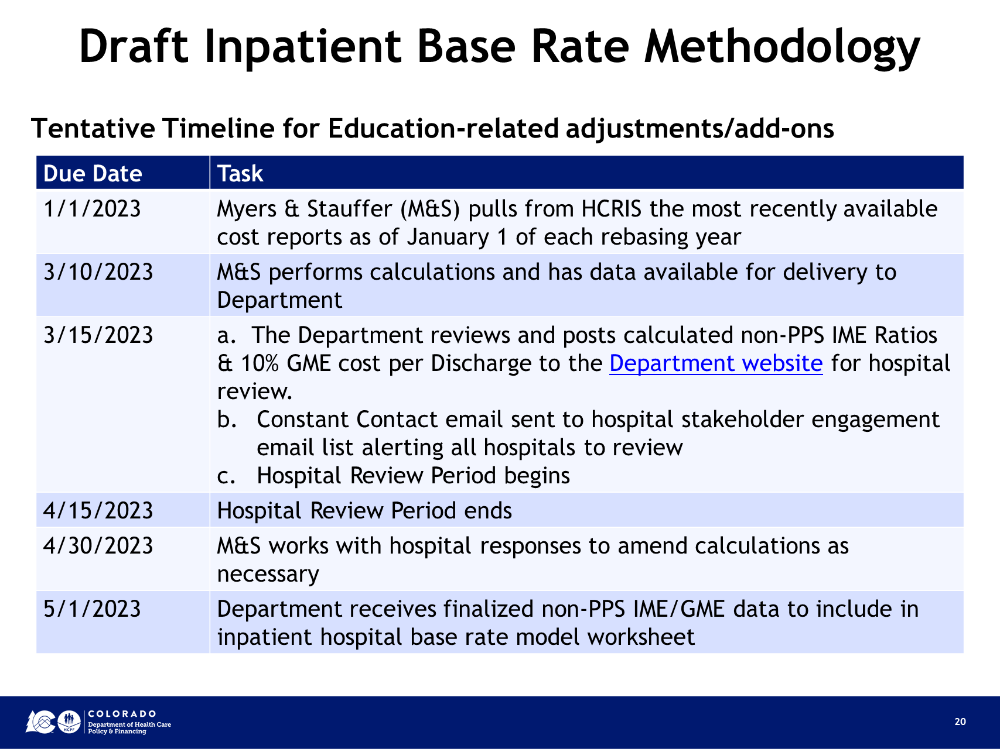 Draft Inpatient Base Rate Methodology
Tentative Timeline for Education-related adjustments/add-ons
Due Date
Task
1/1/2023
Myers & Stauffer (M&S) pulls from HCRIS the most recently available
cost reports as of January 1 of each rebasing year
3/10/2023
M&S performs calculations and has data available for delivery to
Department
3/15/2023
a. The Department reviews and posts calculated non-PPS IME Ratios
& 10% GME cost per Discharge to the Department website for hospital
review.
b. Constant Contact email sent to hospital stakeholder engagement
email list alerting all hospitals to review
c. Hospital Review Period begins
4/15/2023
Hospital Review Period ends
4/30/2023
M&S works with hospital responses to amend calculations as
necessary
5/1/2023
Department receives finalized non-PPS IME/GME data to include in
inpatient hospital base rate model worksheet
HCPF
COLORADO
Department of Health Care
Policy & Financing
20